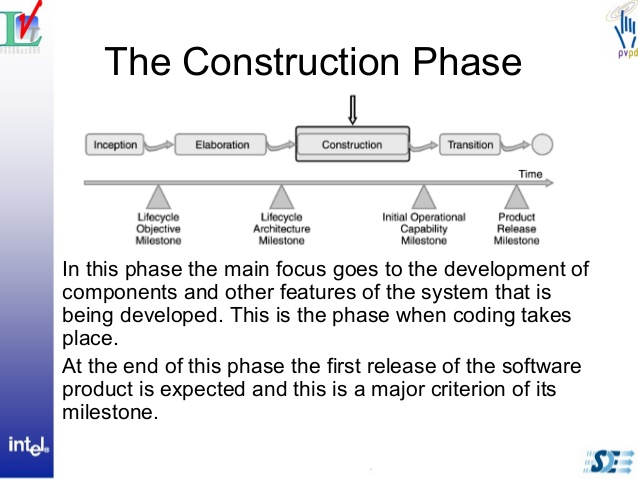 The Construction Phase
pvpd
Inception
Elaboration
Construction
Transition
Time
Lifecycle
Objective
Milestone
Lifecycle
Architecture
Milestone
Initial Operational
Capability
Milestone
Product
Release
Milestone
In this phase the main focus goes to the development of
components and other features of the system that is
being developed. This is the phase when coding takes
place.
At the end of this phase the first release of the software
product is expected and this is a major criterion of its
milestone.
intel®